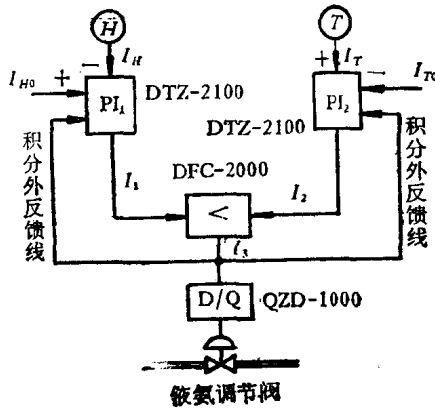 H
T
I_H
I_T
I_H0
+
−
+
−
I_T0
PI₁
DTZ-2100
PI₂
DTZ-2100
积分外反馈线
DFC-2000
积分外反馈线
I₁
<
I₂
I₃
D/Q
QZD-1000
液氨调节阀